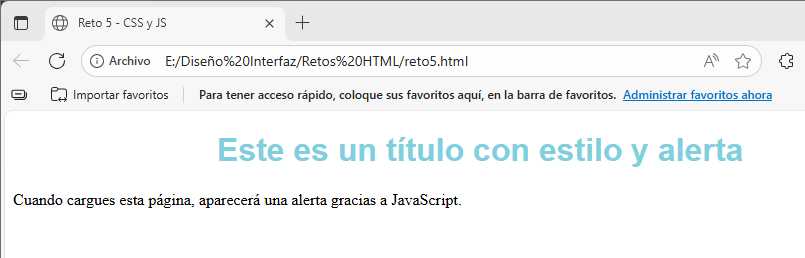 Reto 5 - CSS y JS
Archivo E:/Diseño%20Interfaz/Retos%20HTML/reto5.html
Importar favoritos Para tener acceso rápido, coloque sus favoritos aquí, en la barra de favoritos. Administrar favoritos ahora
Este es un título con estilo y alerta
Cuando cargues esta página, aparecerá una alerta gracias a JavaScript.